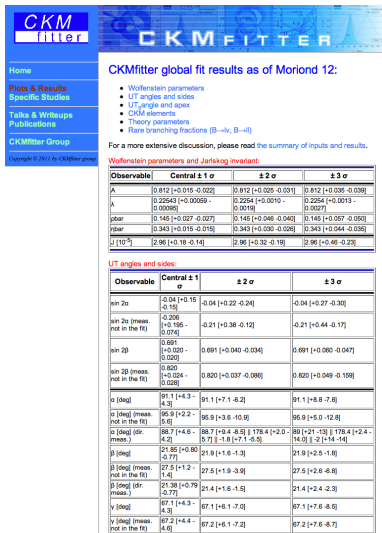 CKM
fitter
CKMFITTER
Home
Plots & Results
Specific Studies
Talks & Writeups
Publications
CKMfitter Group
Copyright © 2011 by CKMfitter group
CKMfitter global fit results as of Moriond 12:
Wolfenstein parameters
UT angles and sides
UTd angle and apex
CKM elements
Theory parameters
Rare branching fractions (B→lν, B→ll)
For a more extensive discussion, please read the summary of inputs and results.
Wolfenstein parameters and Jarlskog invariant:
Observable Central ± 1 σ ± 2 σ ± 3 σ
A 0.812 [+0.015 -0.022] 0.812 [+0.025 -0.031] 0.812 [+0.035 -0.039]
λ 0.22543 [+0.00059 - 0.2254 [+0.0010 - 0.2254 [+0.0013 -
0.00095] 0.0019] 0.0027]
ρbar 0.145 [+0.027 -0.027] 0.145 [+0.046 -0.040] 0.145 [+0.057 -0.050]
ηbar 0.343 [+0.015 -0.015] 0.343 [+0.030 -0.026] 0.343 [+0.044 -0.035]
J [10-5] 2.96 [+0.18 -0.14] 2.96 [+0.32 -0.19] 2.96 [+0.46 -0.23]
UT angles and sides:
Observable Central ± 1 ± 2 σ ± 3 σ
σ
sin 2α -0.04 [+0.15 -0.04 [+0.22 -0.24] -0.04 [+0.27 -0.30]
-0.15]
sin 2α (meas. -0.206 -0.21 [+0.38 -0.12] -0.21 [+0.44 -0.17]
not in the fit) [+0.195 -
0.074]
sin 2β 0.691 0.691 [+0.040 -0.034] 0.691 [+0.060 -0.047]
[+0.020 -
0.020]
sin 2β (meas. 0.820 0.820 [+0.037 -0.086] 0.820 [+0.049 -0.159]
not in the fit) [+0.024 -
0.028]
α [deg] 91.1 [+4.3 - 91.1 [+7.1 -6.2] 91.1 [+8.8 -7.8]
4.3]
α [deg] (meas. 95.9 [+2.2 - 95.9 [+3.6 -10.9] 95.9 [+5.0 -12.8]
not in the fit) 5.6]
α [deg] (dir. 88.7 [+4.6 - 88.7 [+9.4 -8.5] || 178.4 [+2.0 - 89 [+21 -13] || 178.4 [+2.4 -
meas.) 4.2] 5.7] || -1.8 [+7.1 -5.5] 14.0] || -2 [+14 -14]
β [deg] 21.85 [+0.80 21.9 [+1.6 -1.3] 21.9 [+2.5 -1.8]
-0.77]
β [deg] (meas. 27.5 [+1.2 - 27.5 [+1.9 -3.9] 27.5 [+2.6 -6.8]
not in the fit) 1.4]
β [deg] (dir. 21.38 [+0.79 21.4 [+1.6 -1.5] 21.4 [+2.4 -2.3]
meas.) -0.77]
γ [deg] 67.1 [+4.3 - 67.1 [+6.1 -7.0] 67.1 [+7.6 -8.5]
4.3]
γ [deg] (meas. 67.2 [+4.4 - 67.2 [+6.1 -7.2] 67.2 [+7.6 -8.7]
not in the fit) 4.6]